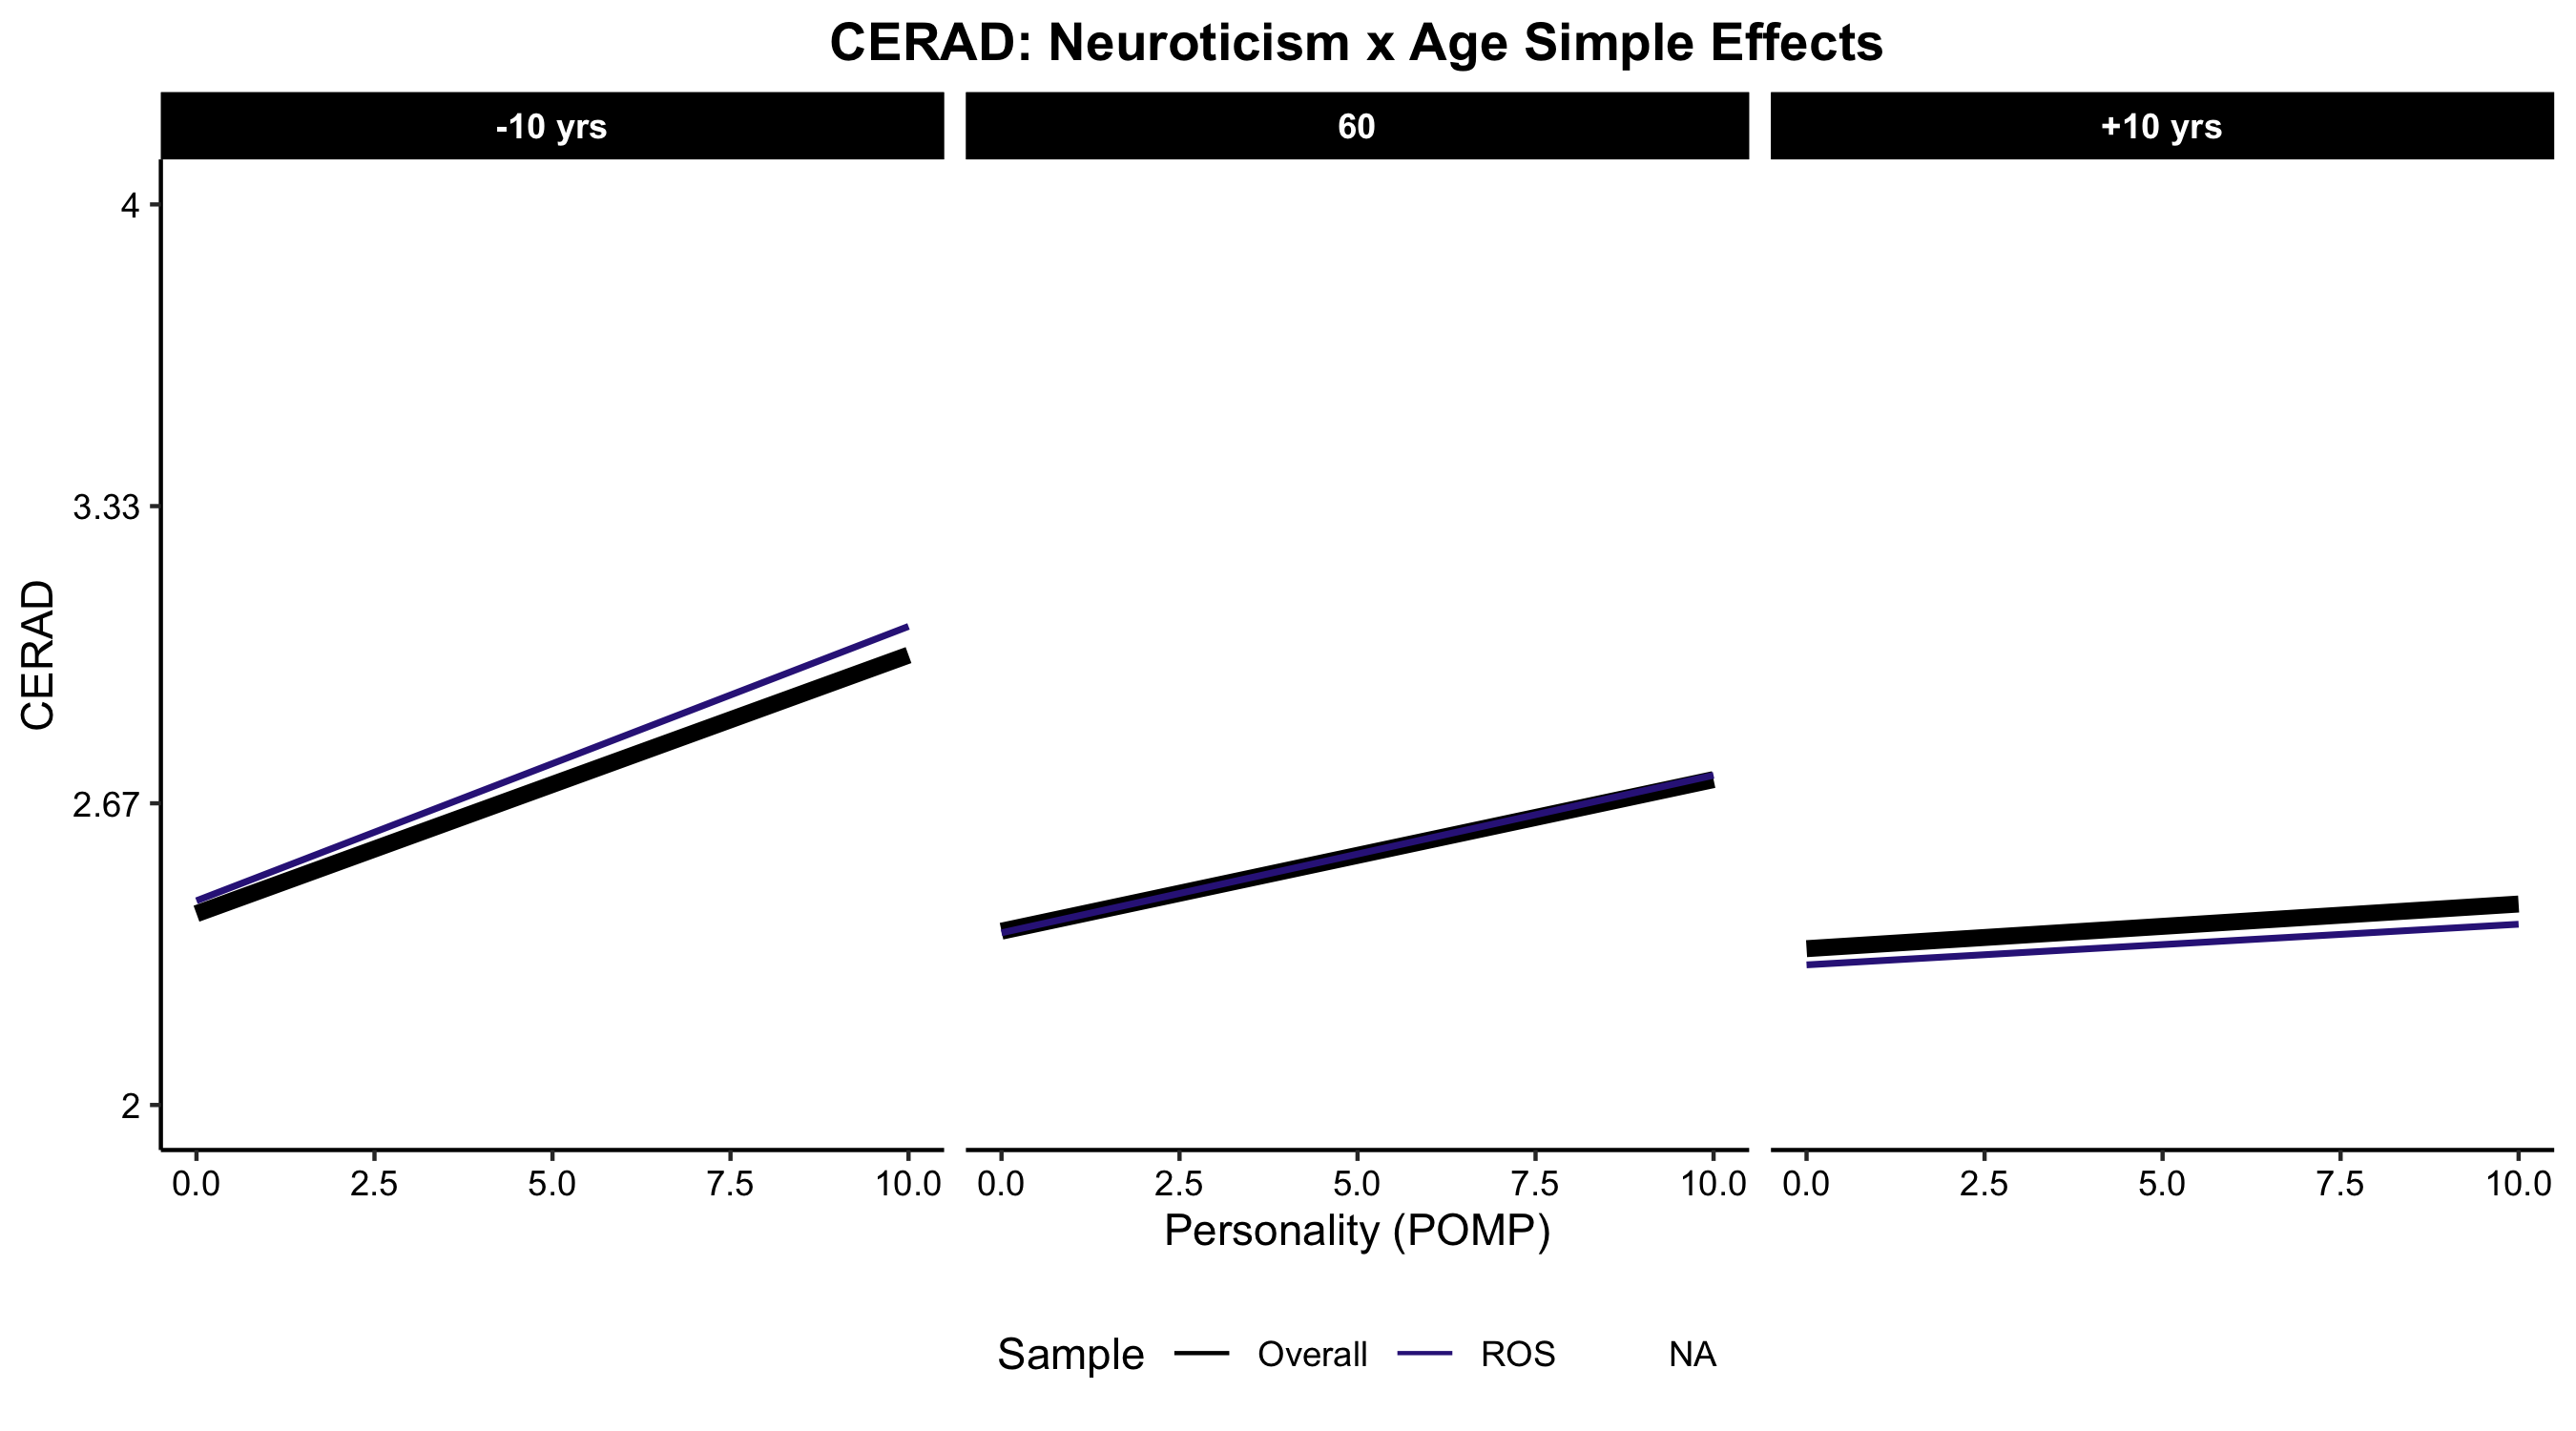 CERAD: Neuroticism x Age Simple Effects
-10 yrs
60
+10 yrs
4
3.33
2.67
2
CERAD
0.0 2.5 5.0 7.5 10.0
0.0 2.5 5.0 7.5 10.0
0.0 2.5 5.0 7.5 10.0
Personality (POMP)
Sample Overall ROS NA